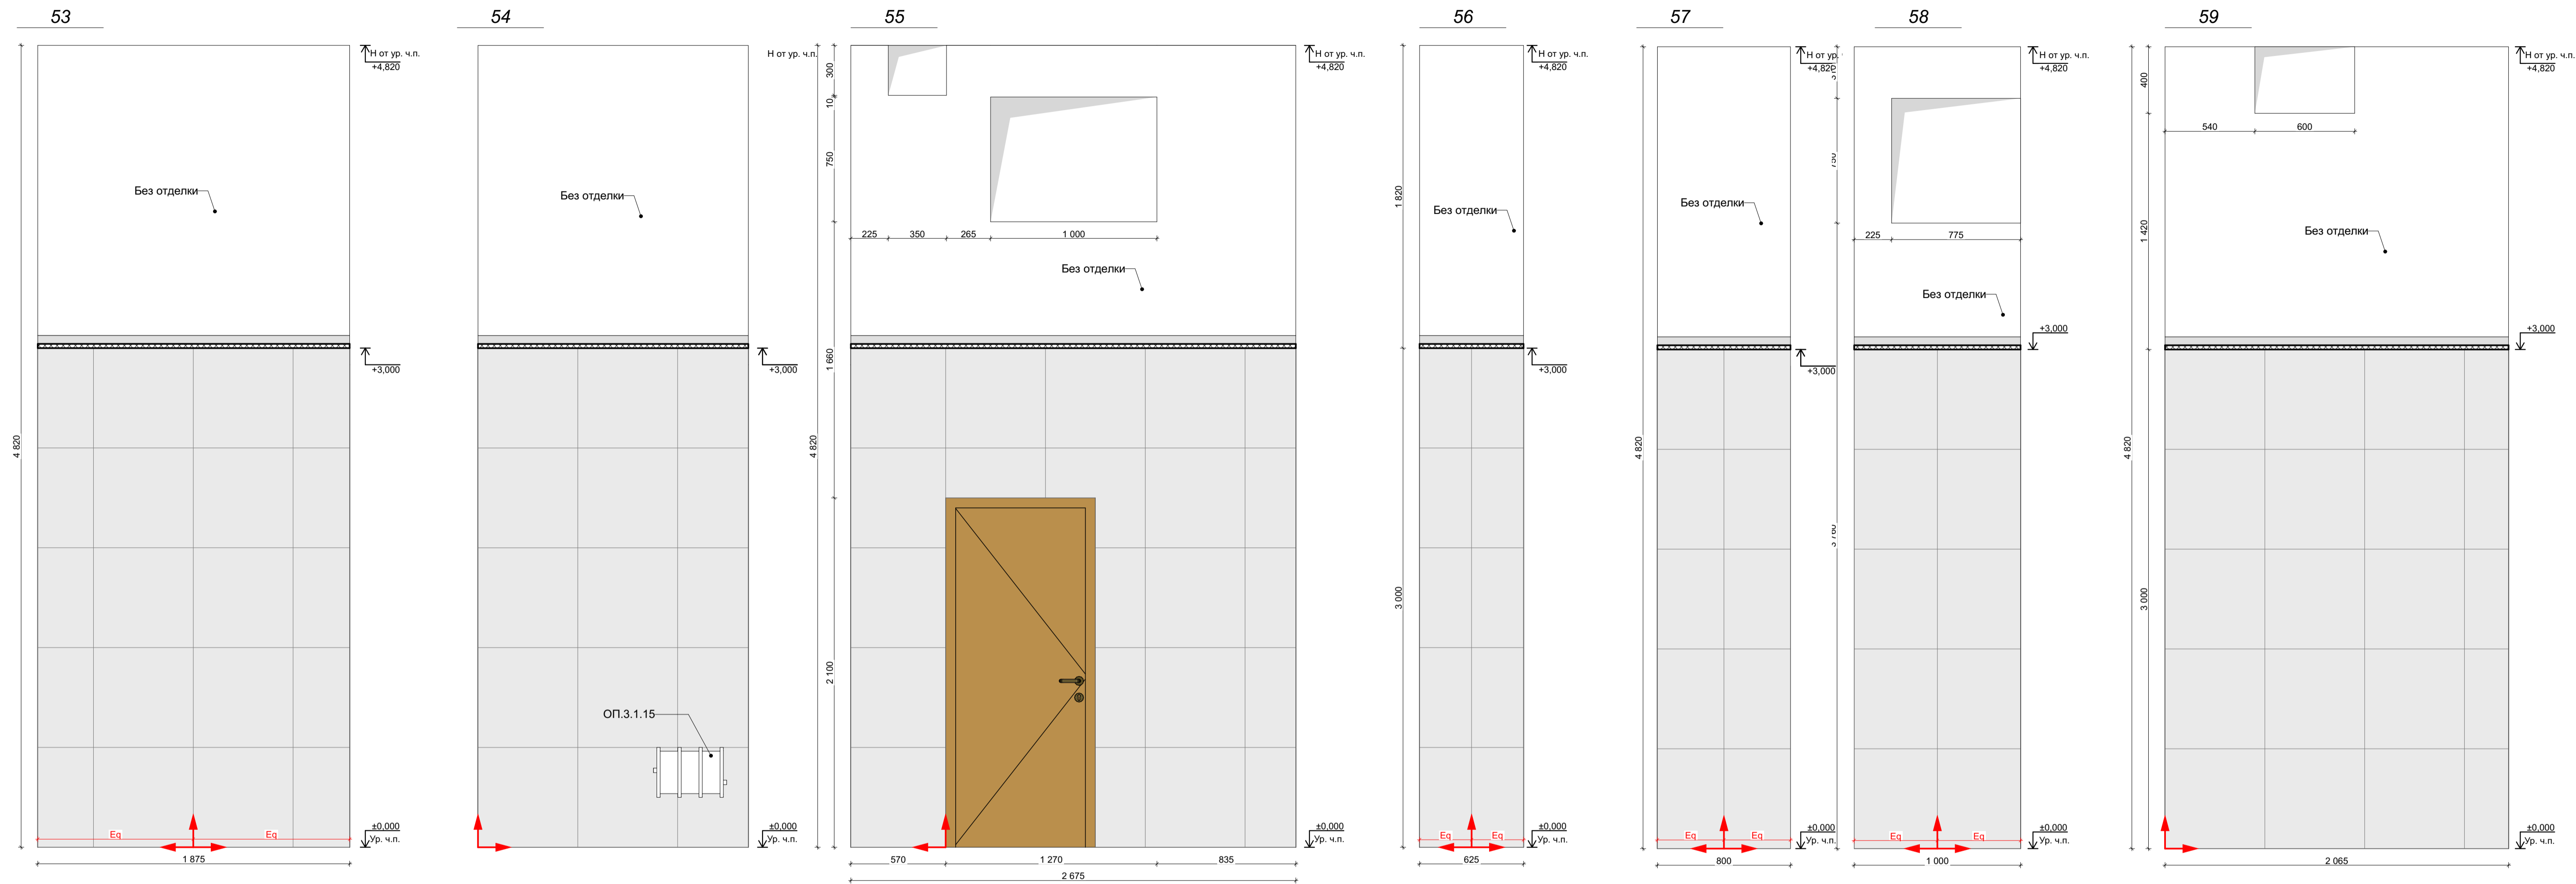 53
Н от ур. ч.п.
+4,820
Без отделки
+3,000
4 820
Eq
Eq
±0,000
Ур. ч.п.
1 875
54
Н от ур. ч.п.
Без отделки
+3,000
ОП.3.1.15
±0,000
Ур. ч.п.
55
300
10
750
1 660
2 100
4 820
225
350
265
1 000
Без отделки
Н от ур. ч.п.
+4,820
±0,000
Ур. ч.п.
570
1 270
835
2 675
56
Н от ур. ч.п.
+4,820
1 820
Без отделки
+3,000
3 000
Eq
Eq
±0,000
Ур. ч.п.
625
57
Н от ур.
+4,820
Без отделки
+3,000
4 820
Eq
Eq
±0,000
Ур. ч.п.
800
58
Н от ур. ч.п.
+4,820
310
750
225
775
Без отделки
+3,000
3 760
Eq
Eq
±0,000
Ур. ч.п.
1 000
59
Н от ур. ч.п.
+4,820
400
540
600
1 420
Без отделки
+3,000
4 820
3 000
±0,000
Ур. ч.п.
2 065